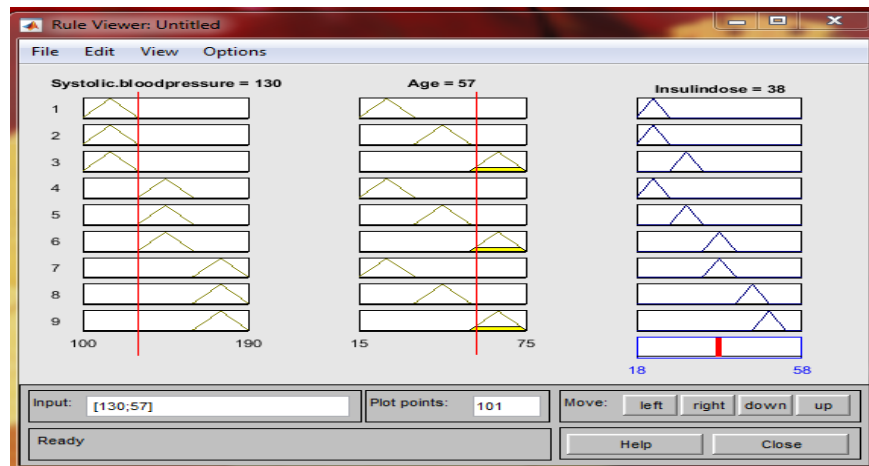 Rule Viewer: Untitled
File Edit View Options
Systolic.bloodpressure = 130 Age = 57 Insulindose = 38
1
2
3
4
5
6
7
8
9
100 190 15 75
18 58
Input: [130;57] Plot points: 101 Move: left right down up
Ready Help Close